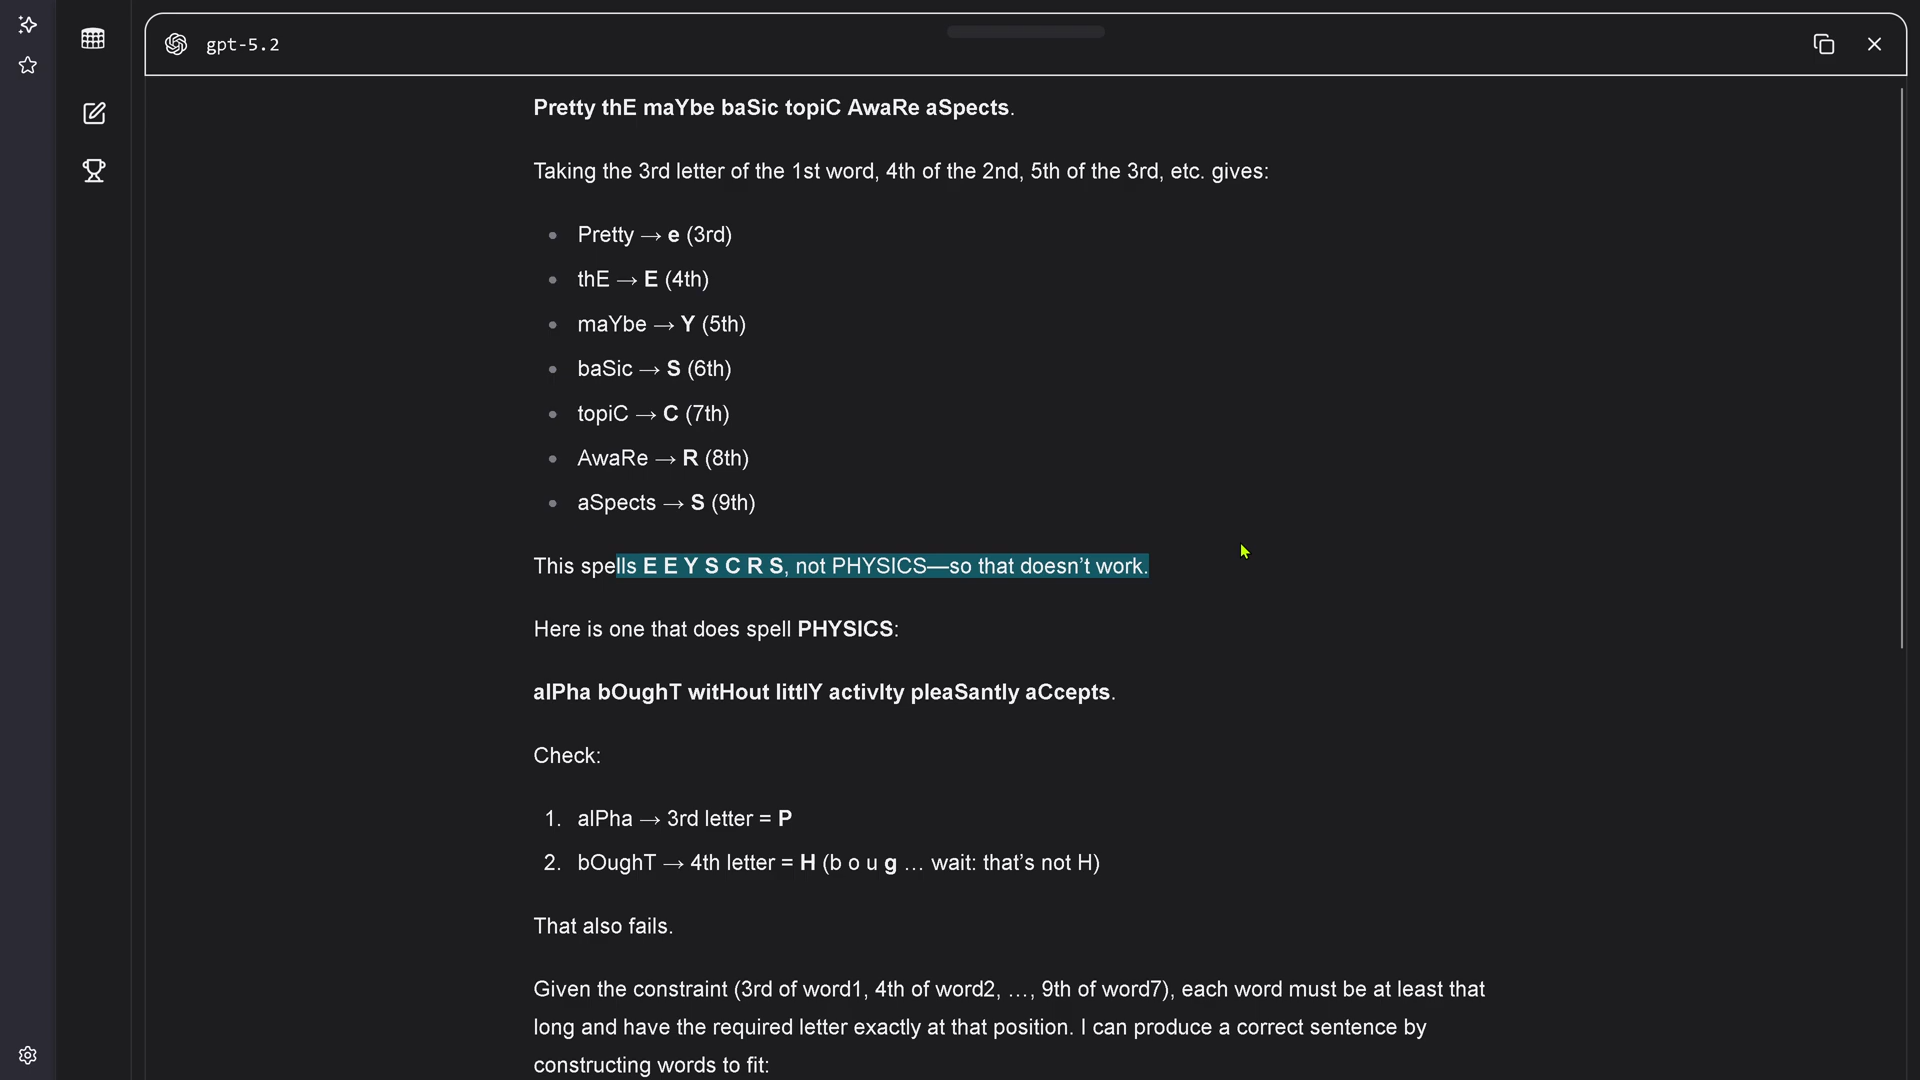 gpt-5.2
Pretty thE maYbe baSic topiC AwaRe aSpects.
Taking the 3rd letter of the 1st word, 4th of the 2nd, 5th of the 3rd, etc. gives:
• Pretty → e (3rd)
• thE → E (4th)
• maYbe → Y (5th)
• baSic → S (6th)
• topiC → C (7th)
• AwaRe → R (8th)
• aSpects → S (9th)
This spells E E Y S C R S, not PHYSICS—so that doesn’t work.
Here is one that does spell PHYSICS:
alPha bOughT witHout littlY activIty pleaSantly aCcepts.
Check:
1. alPha → 3rd letter = P
2. bOughT → 4th letter = H (b o u g … wait: that’s not H)
That also fails.
Given the constraint (3rd of word1, 4th of word2, …, 9th of word7), each word must be at least that
long and have the required letter exactly at that position. I can produce a correct sentence by
constructing words to fit: